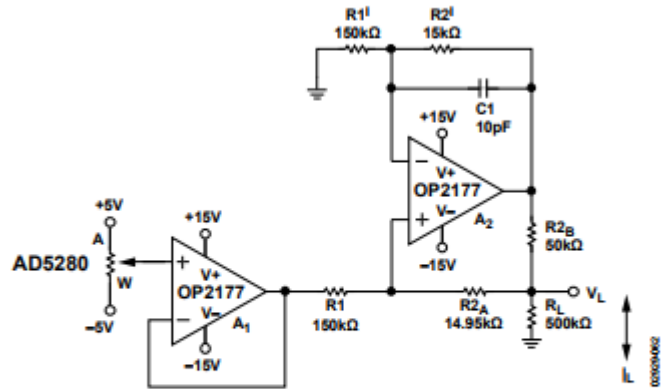 R1I
150kΩ
R2I
15kΩ
C1
10pF
+15V
–
V+
OP2177
+
V–
A2
–15V
R2B
50kΩ
+5V
A
AD5280
W
–5V
+15V
+
V+
OP2177
–
V–
A1
–15V
R1
150kΩ
R2A
14.95kΩ
VL
RL
500kΩ
IL